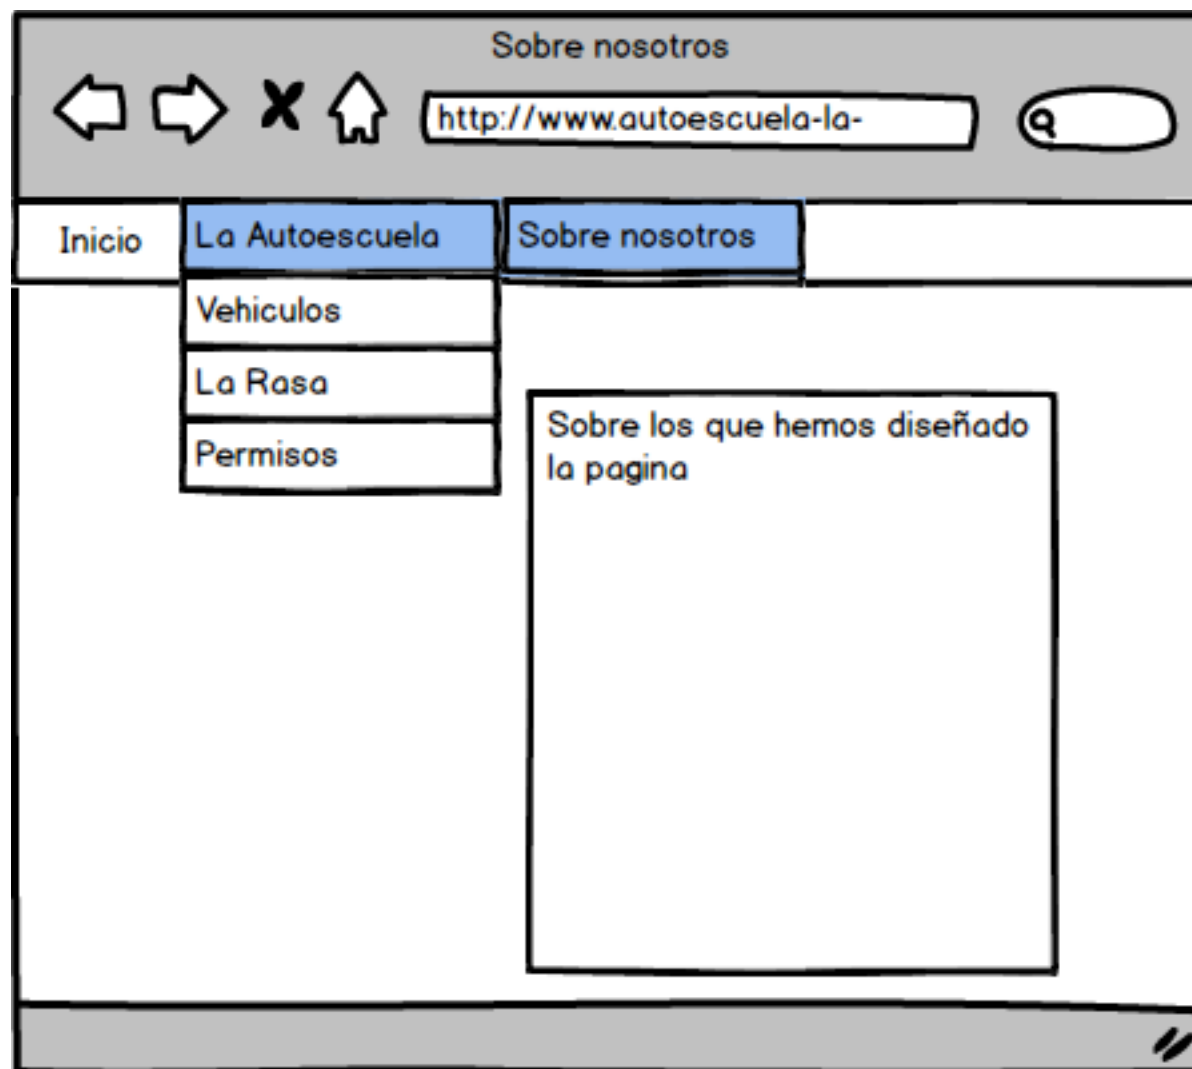 Sobre nosotros
http://www.autoescuela-la-
Inicio
La Autoescuela
Sobre nosotros
Vehiculos
La Rasa
Permisos
Sobre los que hemos diseñado
la pagina